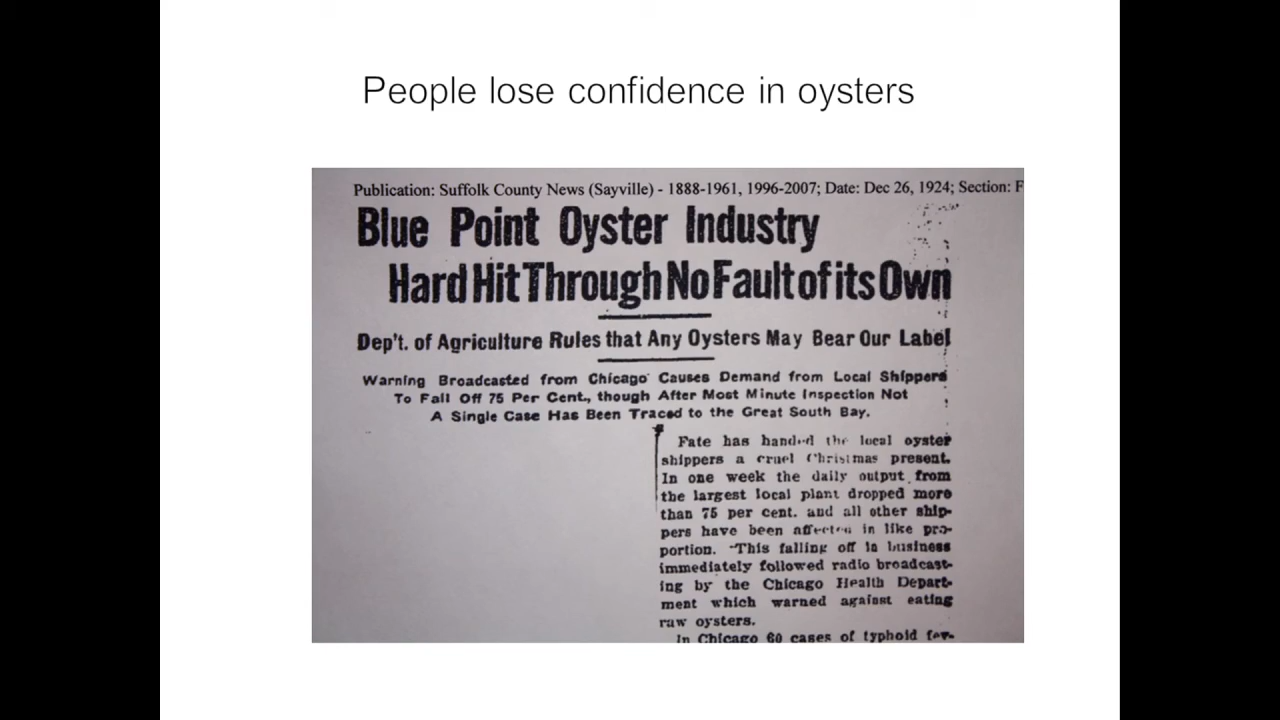 People lose confidence in oysters
Publication: Suffolk County News (Sayville) - 1888-1961, 1996-2007; Date: Dec 26, 1924; Section: F
Blue Point Oyster Industry
Hard Hit Through No Fault of its Own
Dep't. of Agriculture Rules that Any Oysters May Bear Our Label
Warning Broadcasted from Chicago Causes Demand from Local Shippers
To Fall Off 75 Per Cent., though After Most Minute Inspection Not
A Single Case Has Been Traced to the Great South Bay.
Fate has handed the local oyster
shippers a cruel Christmas present.
In one week the daily output from
the largest local plant dropped more
than 75 per cent. and all other ship-
pers have been affected in like pro-
portion. This falling off in business
immediately followed radio broadcast-
ing by the Chicago Health Depart-
ment which warned against eating
raw oysters.
In Chicago 60 cases of typhoid fev-